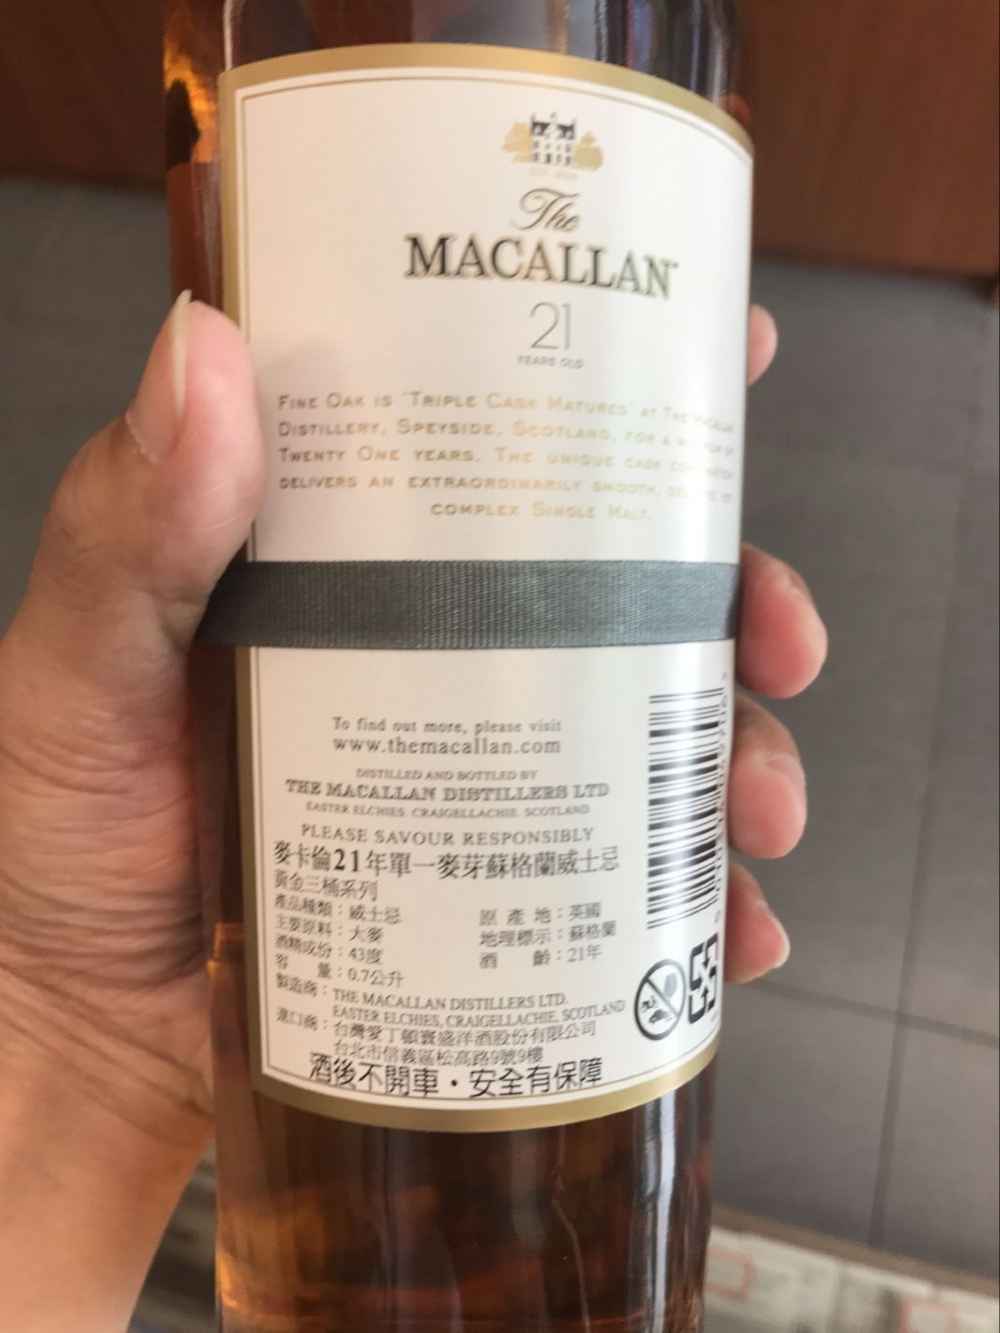 The
MACALLAN
21
YEARS OLD
FINE OAK IS 'TRIPLE CASK MATURED' AT THE MACALLAN
DISTILLERY, SPEYSIDE, SCOTLAND, FOR A
TWENTY ONE YEARS. THE UNIQUE CASK
DELIVERS AN EXTRAORDINARILY SMOOTH,
COMPLEX SINGLE MALT.
To find out more, please visit
www.themacallan.com
DISTILLED AND BOTTLED BY
THE MACALLAN DISTILLERS LTD
EASTER ELCHIES, CRAIGELLACHIE, SCOTLAND
PLEASE SAVOUR RESPONSIBLY
麥卡倫21年單一麥芽蘇格蘭威士忌
黃金三桶系列
產品種類：威士忌 原產地：英國
主要原料：大麥 地理標示：蘇格蘭
酒精成份：43度 酒齡：21年
容量：0.7公升
製造商：THE MACALLAN DISTILLERS LTD.
EASTER ELCHIES, CRAIGELLACHIE, SCOTLAND
進口商：台灣愛丁頓寰盛洋酒股份有限公司
台北市信義區松高路9號9樓
酒後不開車・安全有保障